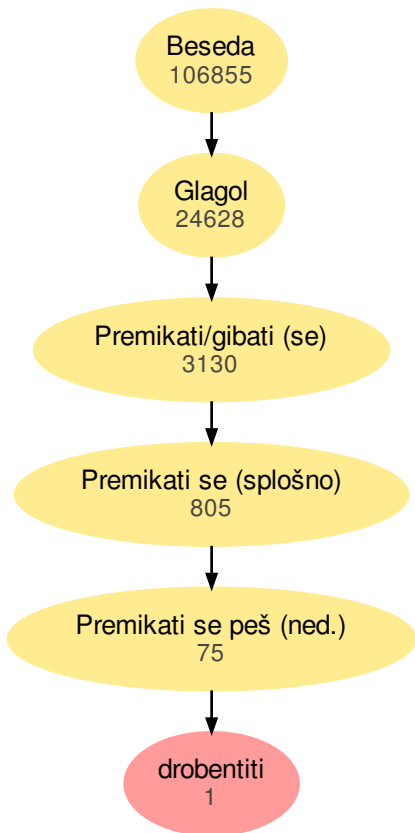 Beseda
106855
Glagol
24628
Premikati/gibati (se)
3130
Premikati se (splošno)
805
Premikati se peš (ned.)
75
drobentiti
1